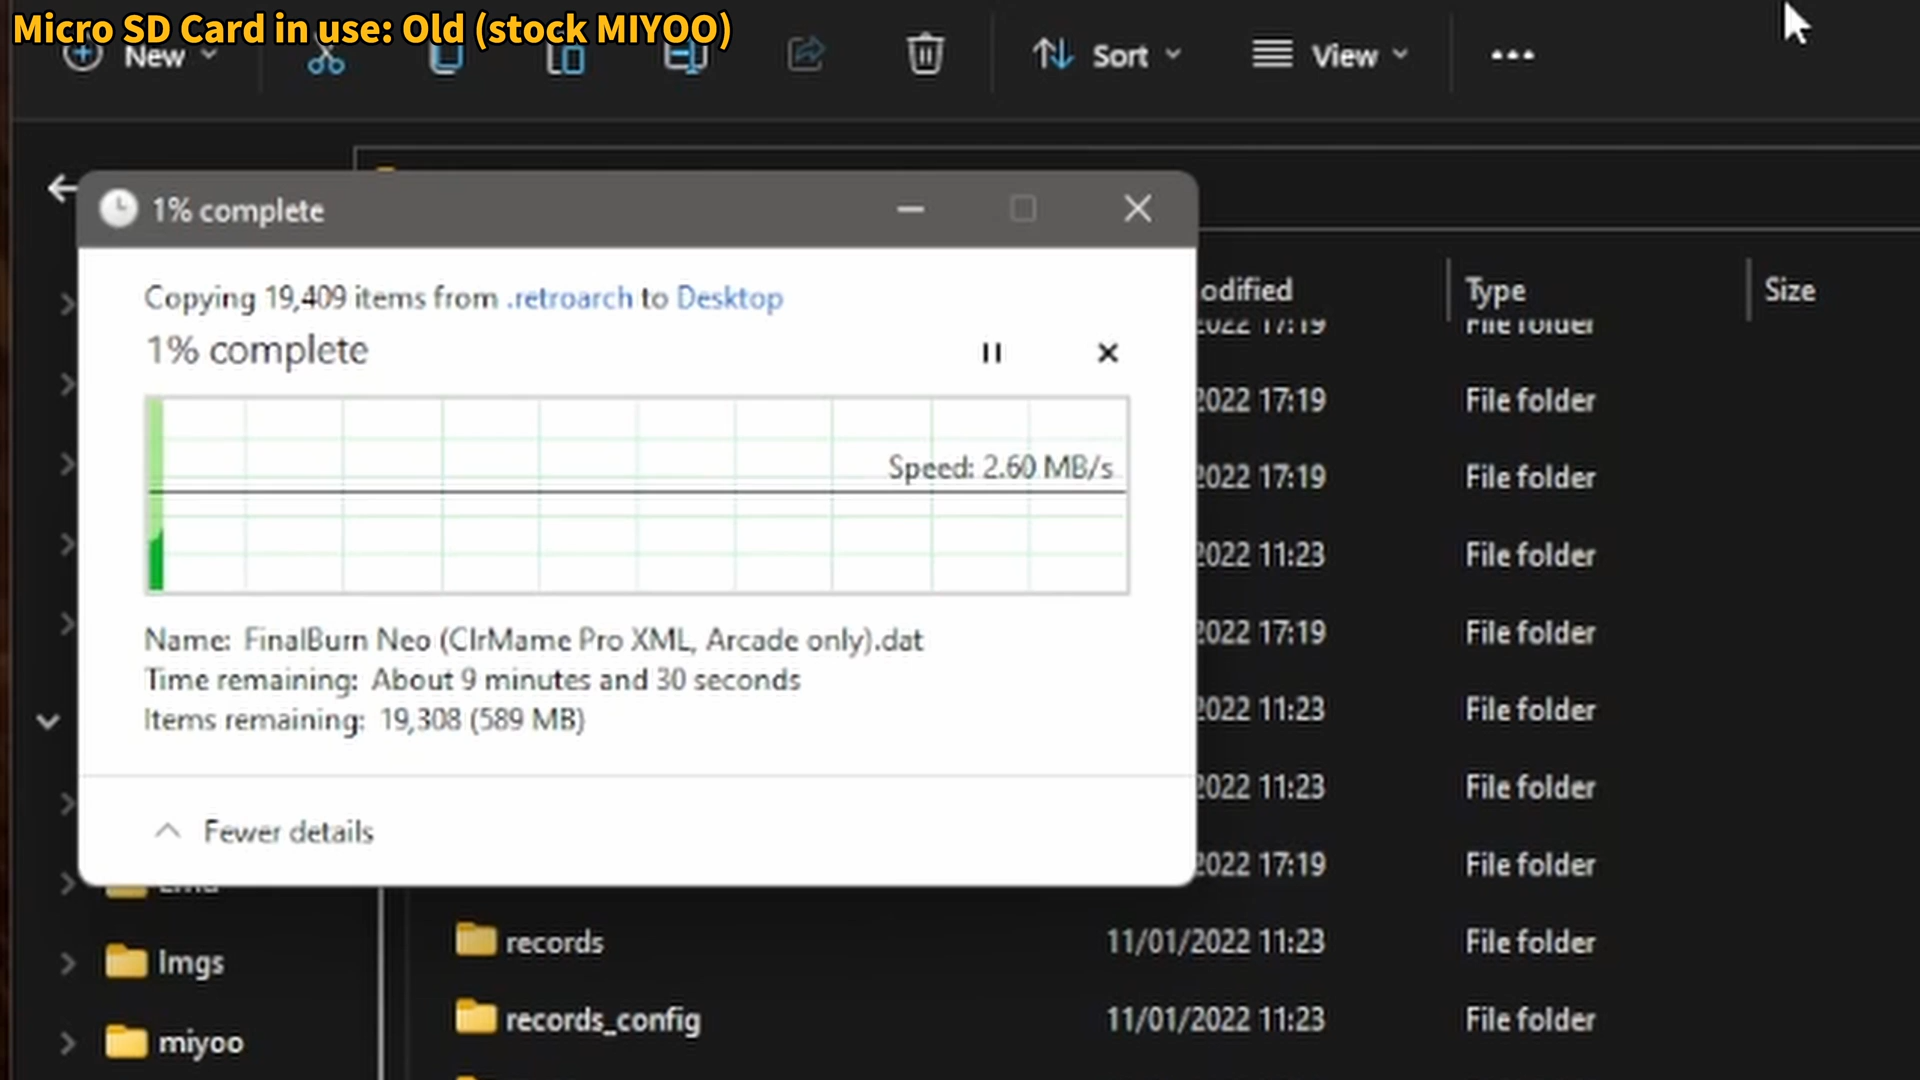 Micro SD Card in use: Old (stock MIYOO)
New
Sort
View
1% complete
Copying 19,409 items from .retroarch to Desktop
1% complete
Speed: 2.60 MB/s
Name: FinalBurn Neo (ClrMame Pro XML, Arcade only).dat
Time remaining: About 9 minutes and 30 seconds
Items remaining: 19,308 (589 MB)
Fewer details
odified Type Size
2022 17:19 File folder
2022 17:19 File folder
2022 17:19 File folder
2022 11:23 File folder
2022 17:19 File folder
2022 11:23 File folder
2022 11:23 File folder
2022 17:19 File folder
records 11/01/2022 11:23 File folder
records_config 11/01/2022 11:23 File folder
Imgs
miyoo